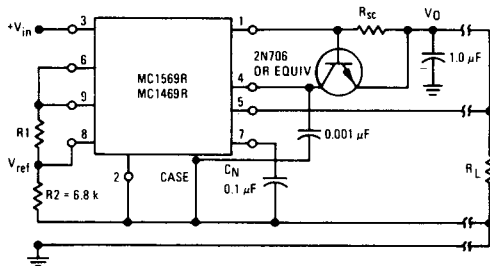 +Vin
3
1
RSC
VO
6
MC1569R
MC1469R
2N706
OR EQUIV
1.0 µF
4
9
5
R1
8
7
0.001 µF
Vref
2
CASE
CN
0.1 µF
RL
R2 = 6.8 k